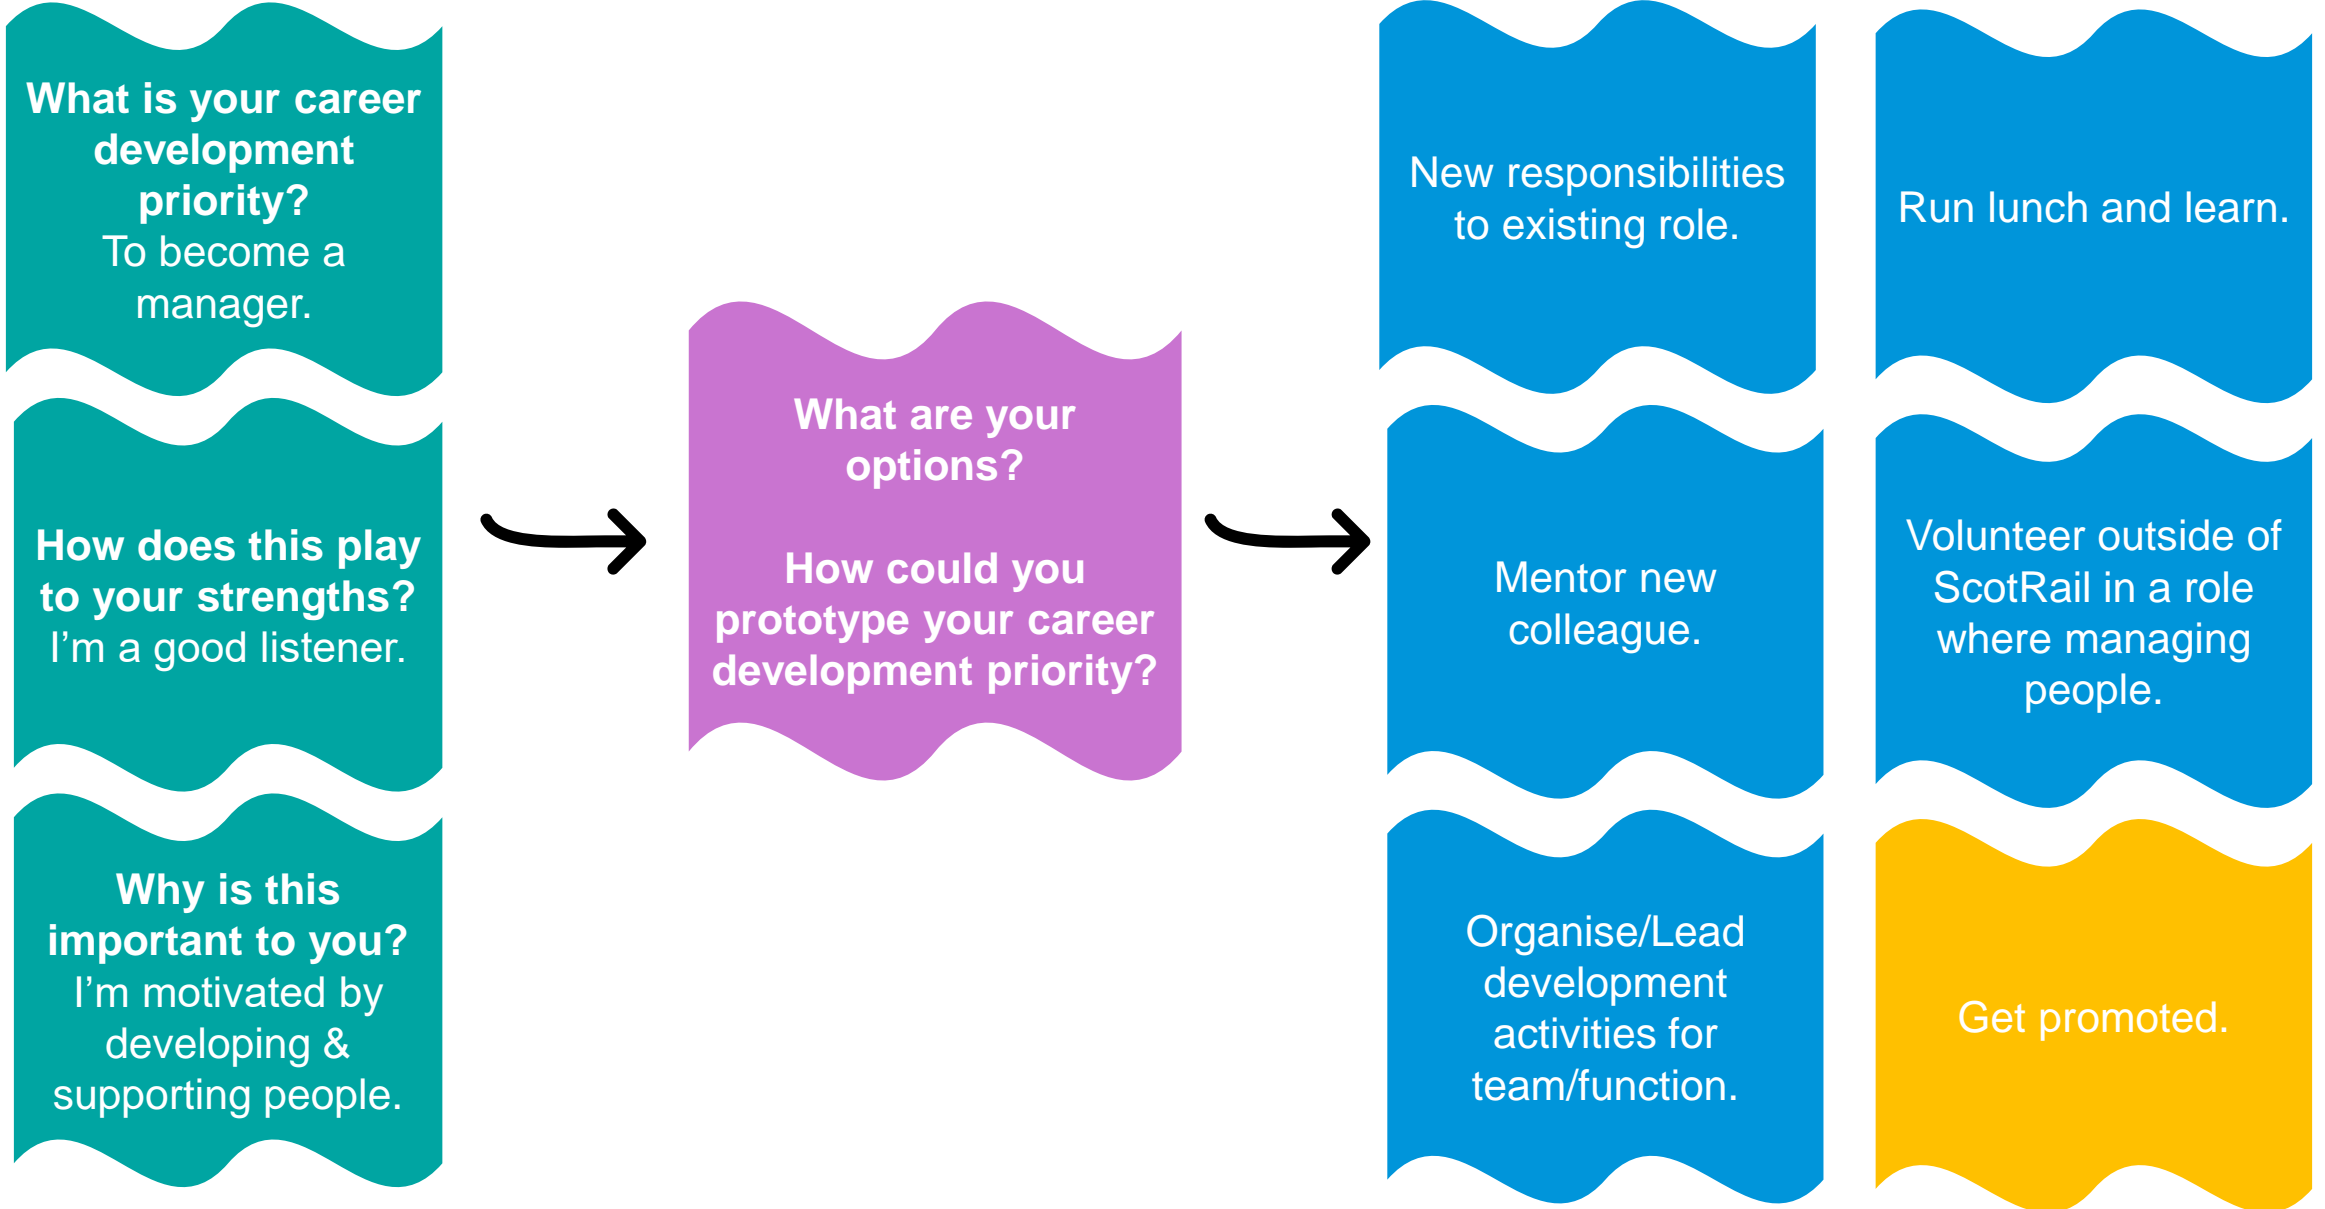 What is your career
development
priority?
To become a
manager.
How does this play
to your strengths?
I’m a good listener.
Why is this
important to you?
I’m motivated by
developing &
supporting people.
What are your
options?
How could you
prototype your career
development priority?
New responsibilities
to existing role.
Run lunch and learn.
Mentor new
colleague.
Volunteer outside of
ScotRail in a role
where managing
people.
Organise/Lead
development
activities for
team/function.
Get promoted.